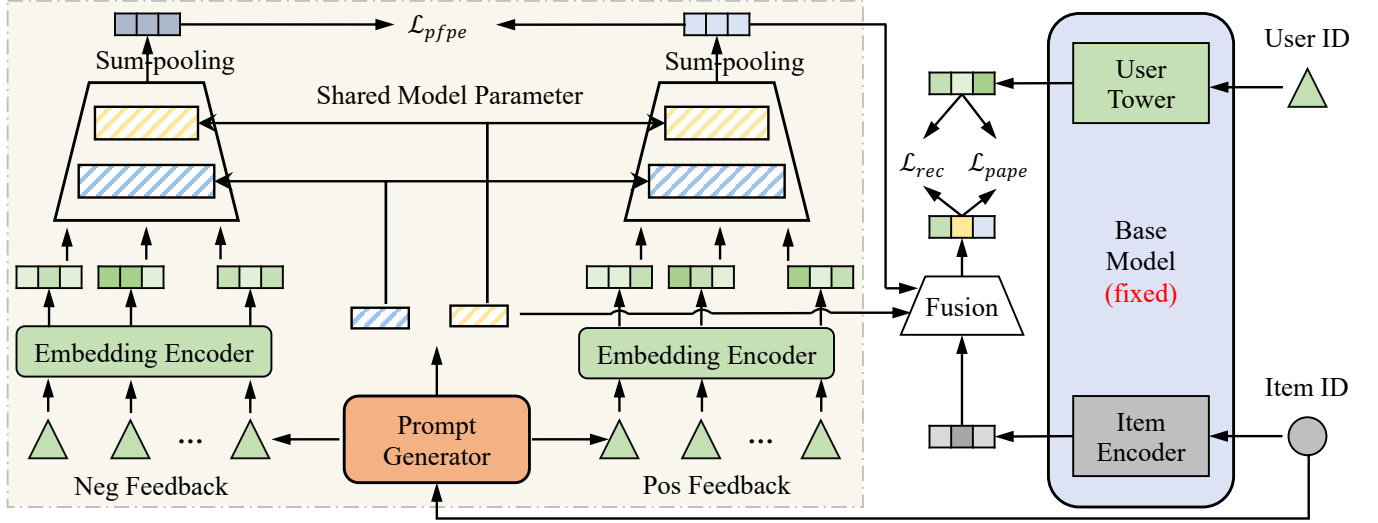 ℒ_pfpe
Sum-pooling
Sum-pooling
Shared Model Parameter
User ID
User
Tower
ℒ_rec
ℒ_pape
Base
Model
(fixed)
Fusion
Embedding Encoder
Embedding Encoder
Item ID
Prompt
Generator
Item
Encoder
...
...
Neg Feedback
Pos Feedback